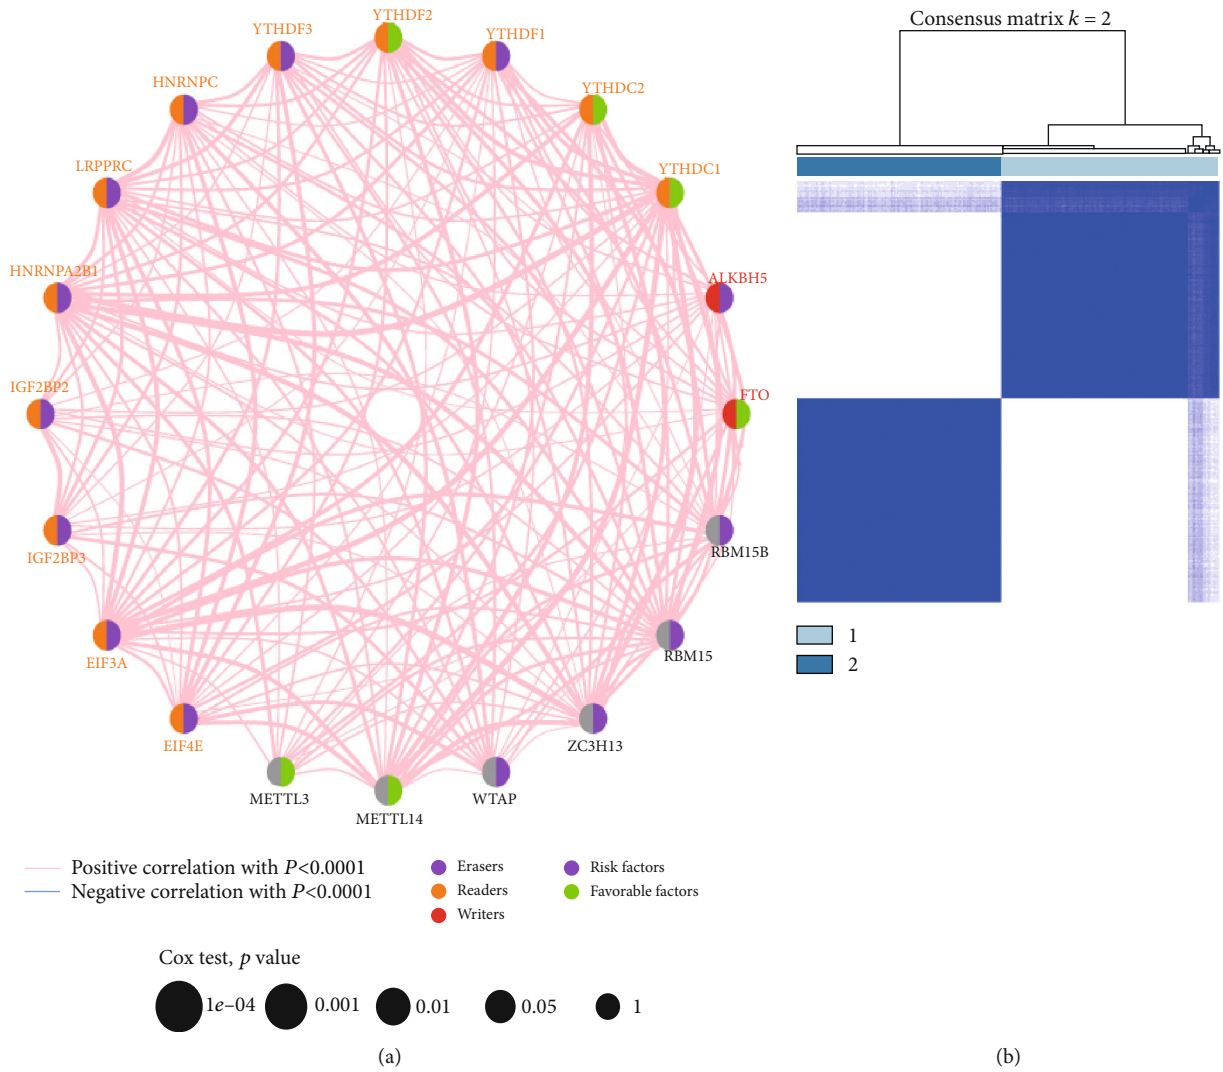 YTHDF2
YTHDF3
YTHDF1
HNRNPC
YTHDC2
LRPPRC
YTHDC1
HNRNPA2B1
ALKBH5
IGF2BP2
FTO
IGF2BP3
RBM15B
EIF3A
RBM15
EIF4E
ZC3H13
METTL3
WTAP
METTL14
Positive correlation with P<0.0001
Negative correlation with P<0.0001
Erasers
Readers
Writers
Risk factors
Favorable factors
Cox test, p value
1e–04 0.001 0.01 0.05 1
(a)
Consensus matrix k = 2
1
2
(b)